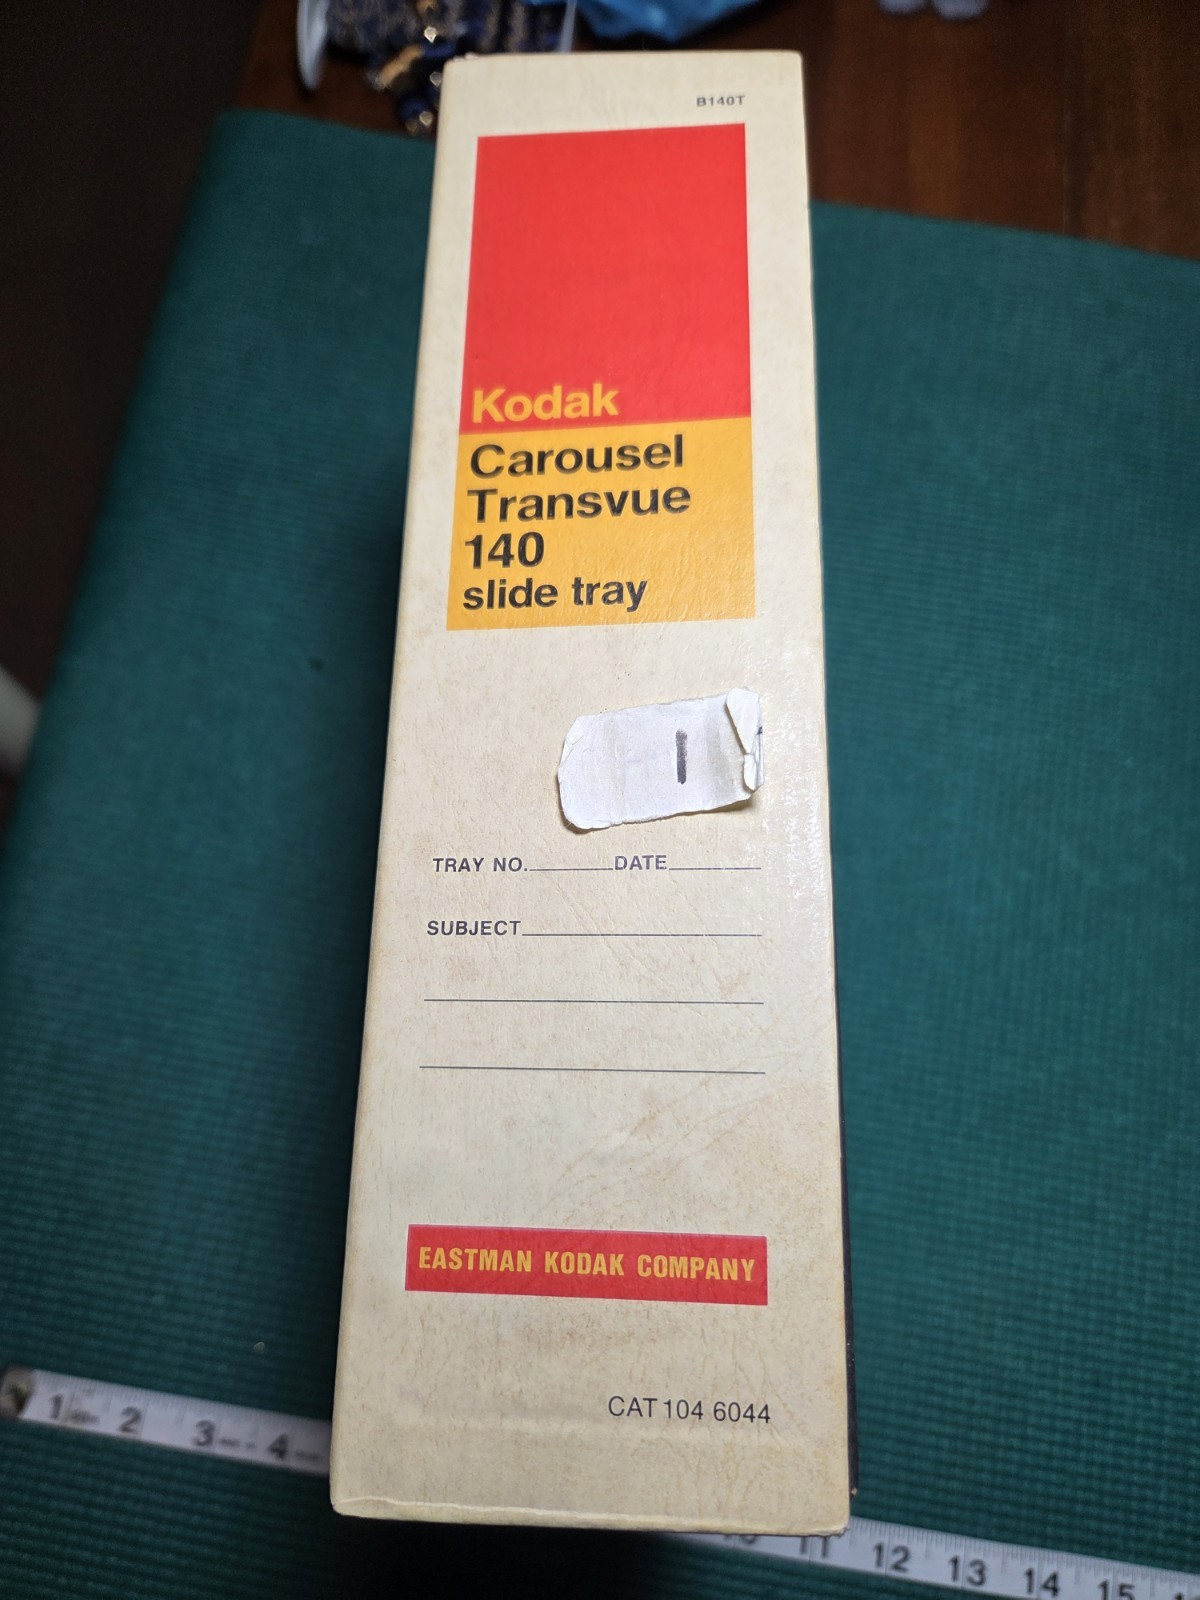 B140T
Kodak
Carousel
Transvue
140
slide tray
1
TRAY NO. DATE
SUBJECT
EASTMAN KODAK COMPANY
CAT 104 6044
1 2 3 4 11 12 13 14 15